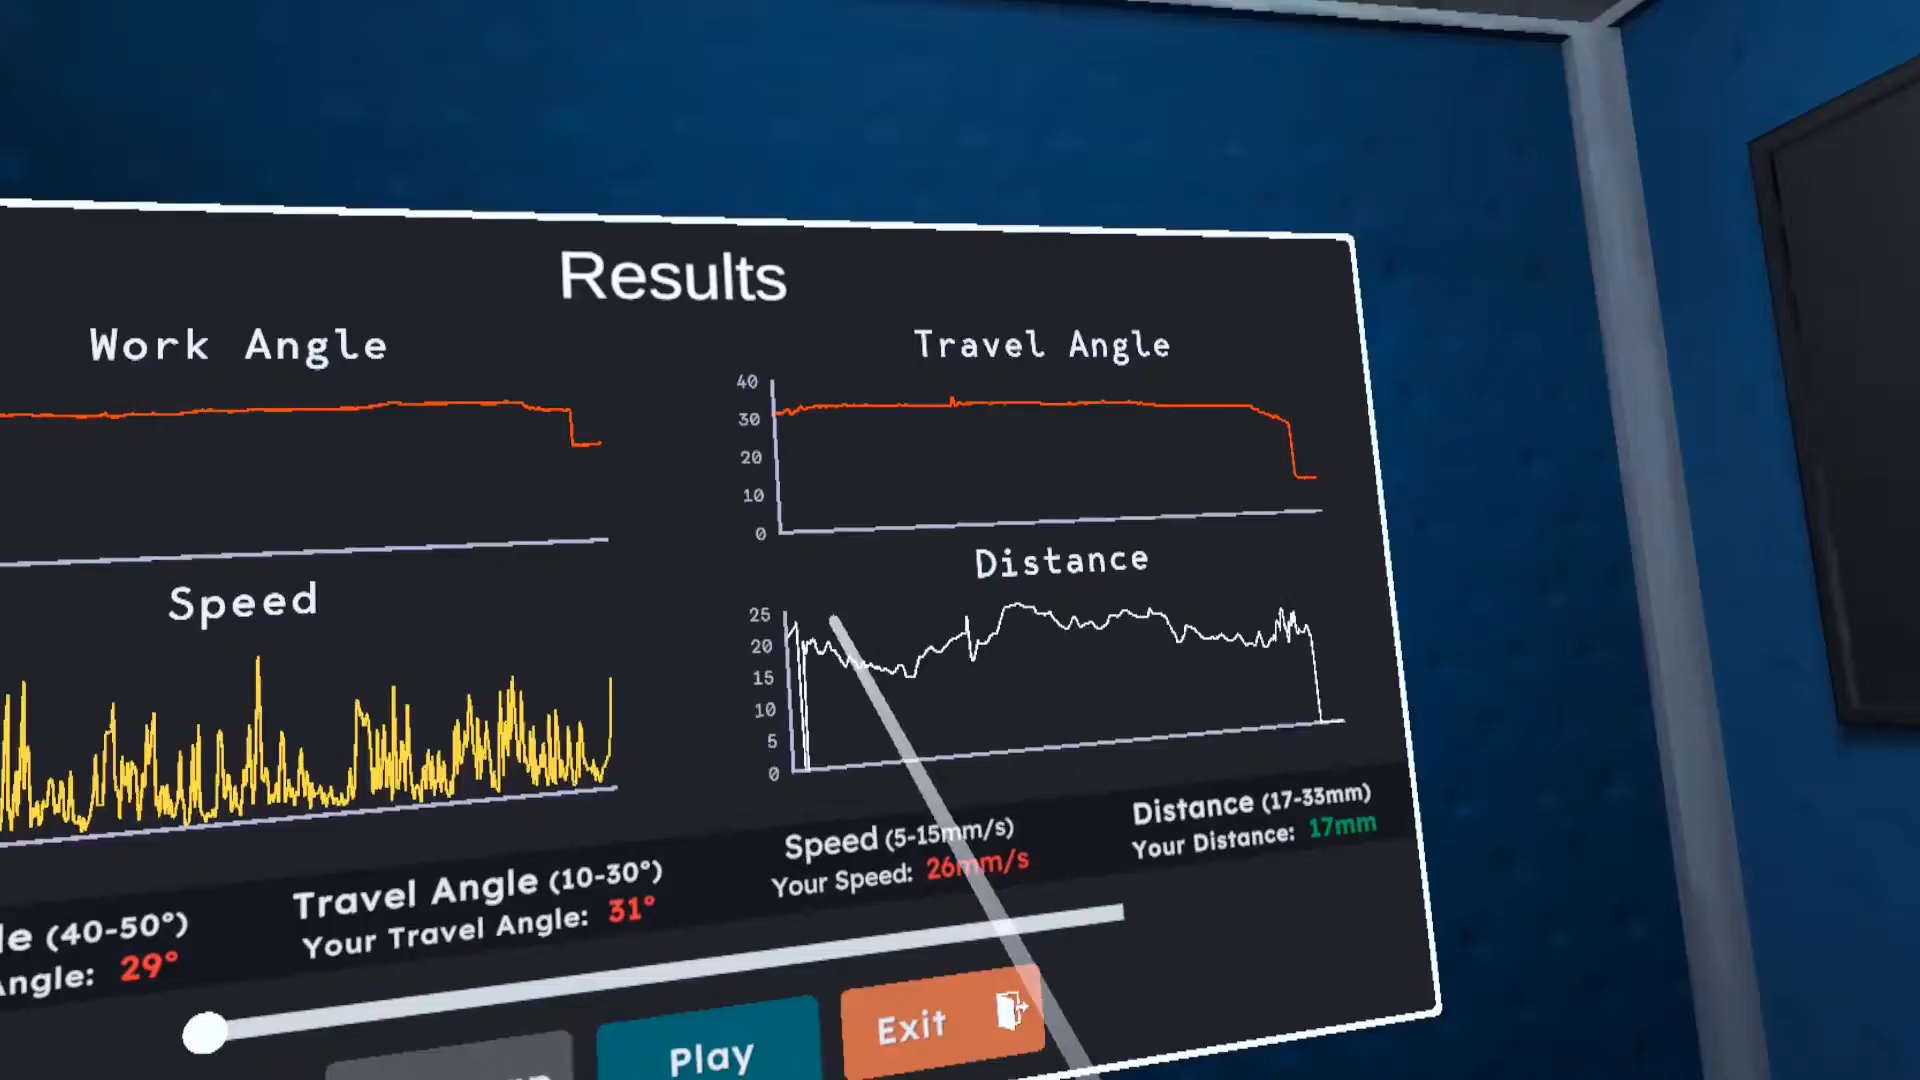 Results
Work Angle
Travel Angle
40
30
20
10
0
Speed
Distance
25
20
15
10
5
0
(40-50°)
29°
Travel Angle (10-30°)
Your Travel Angle: 31°
Speed (5-15mm/s)
Your Speed: 26mm/s
Distance (17-33mm)
Your Distance: 17mm
Play
Exit